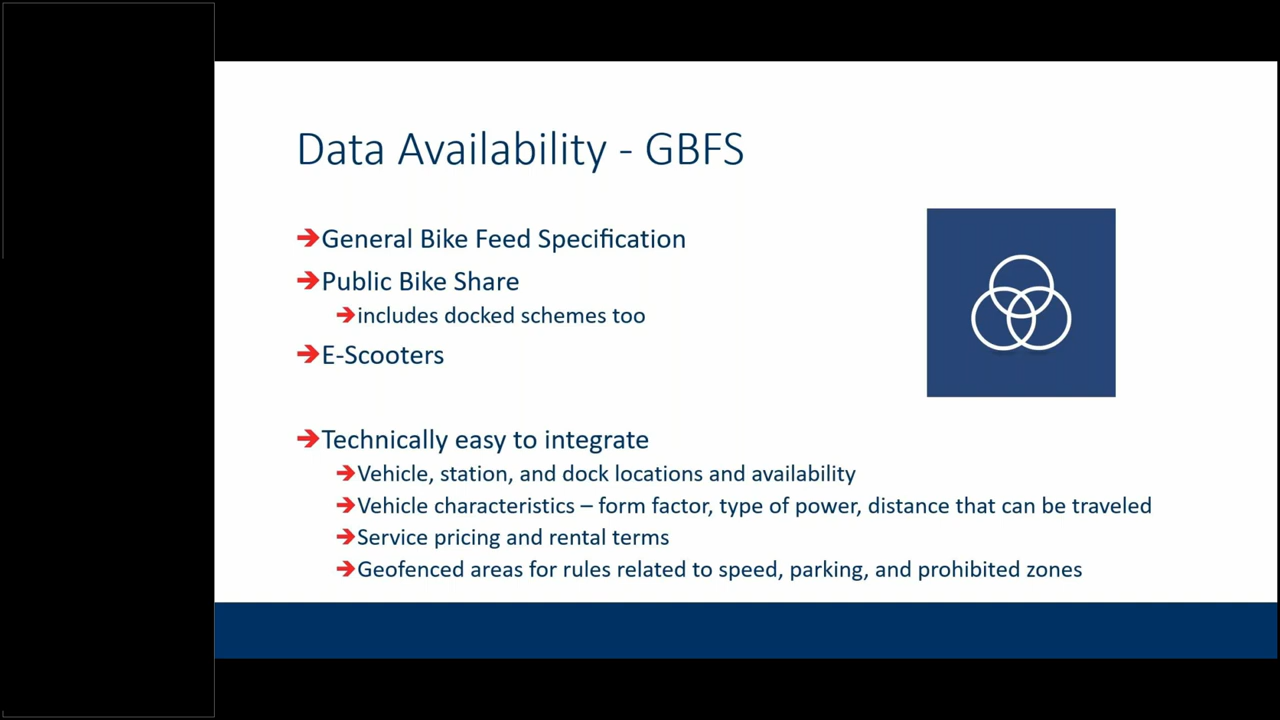 Data Availability - GBFS
➔General Bike Feed Specification
➔Public Bike Share
➔includes docked schemes too
➔E-Scooters
➔Technically easy to integrate
➔Vehicle, station, and dock locations and availability
➔Vehicle characteristics – form factor, type of power, distance that can be traveled
➔Service pricing and rental terms
➔Geofenced areas for rules related to speed, parking, and prohibited zones